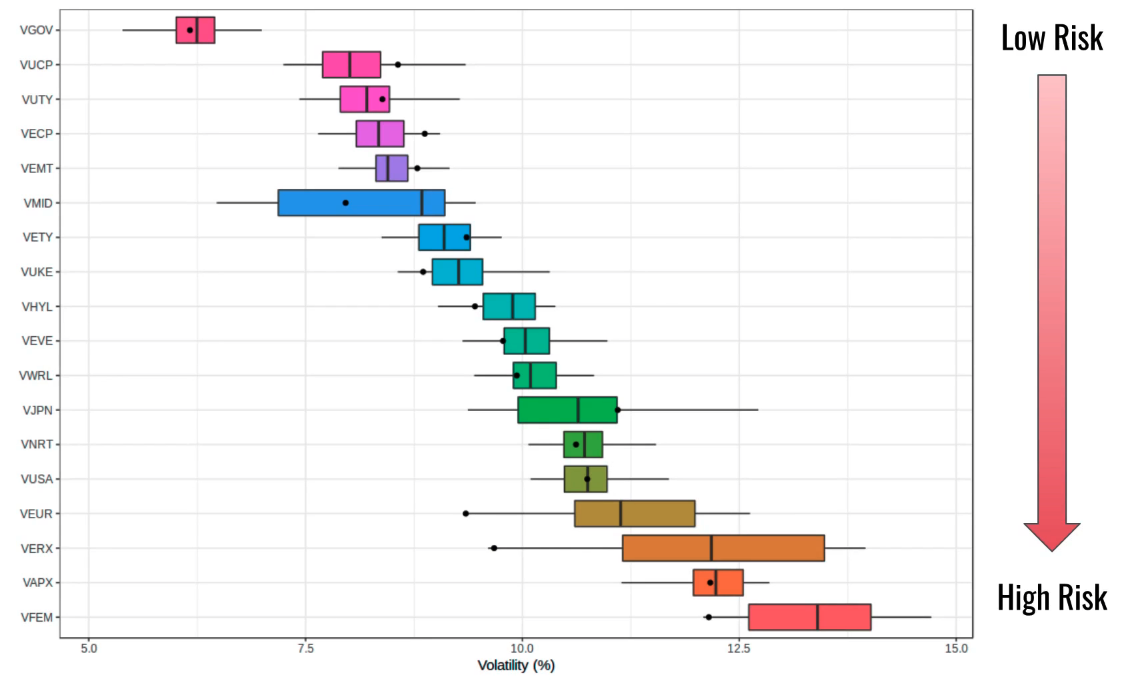 VGOV
VUCP
VUTY
VECP
VEMT
VMID
VETY
VUKE
VHYL
VEVE
VWRL
VJPN
VNRT
VUSA
VEUR
VERX
VAPX
VFEM
5.0 7.5 10.0 12.5 15.0
Volatility (%)
Low Risk
High Risk